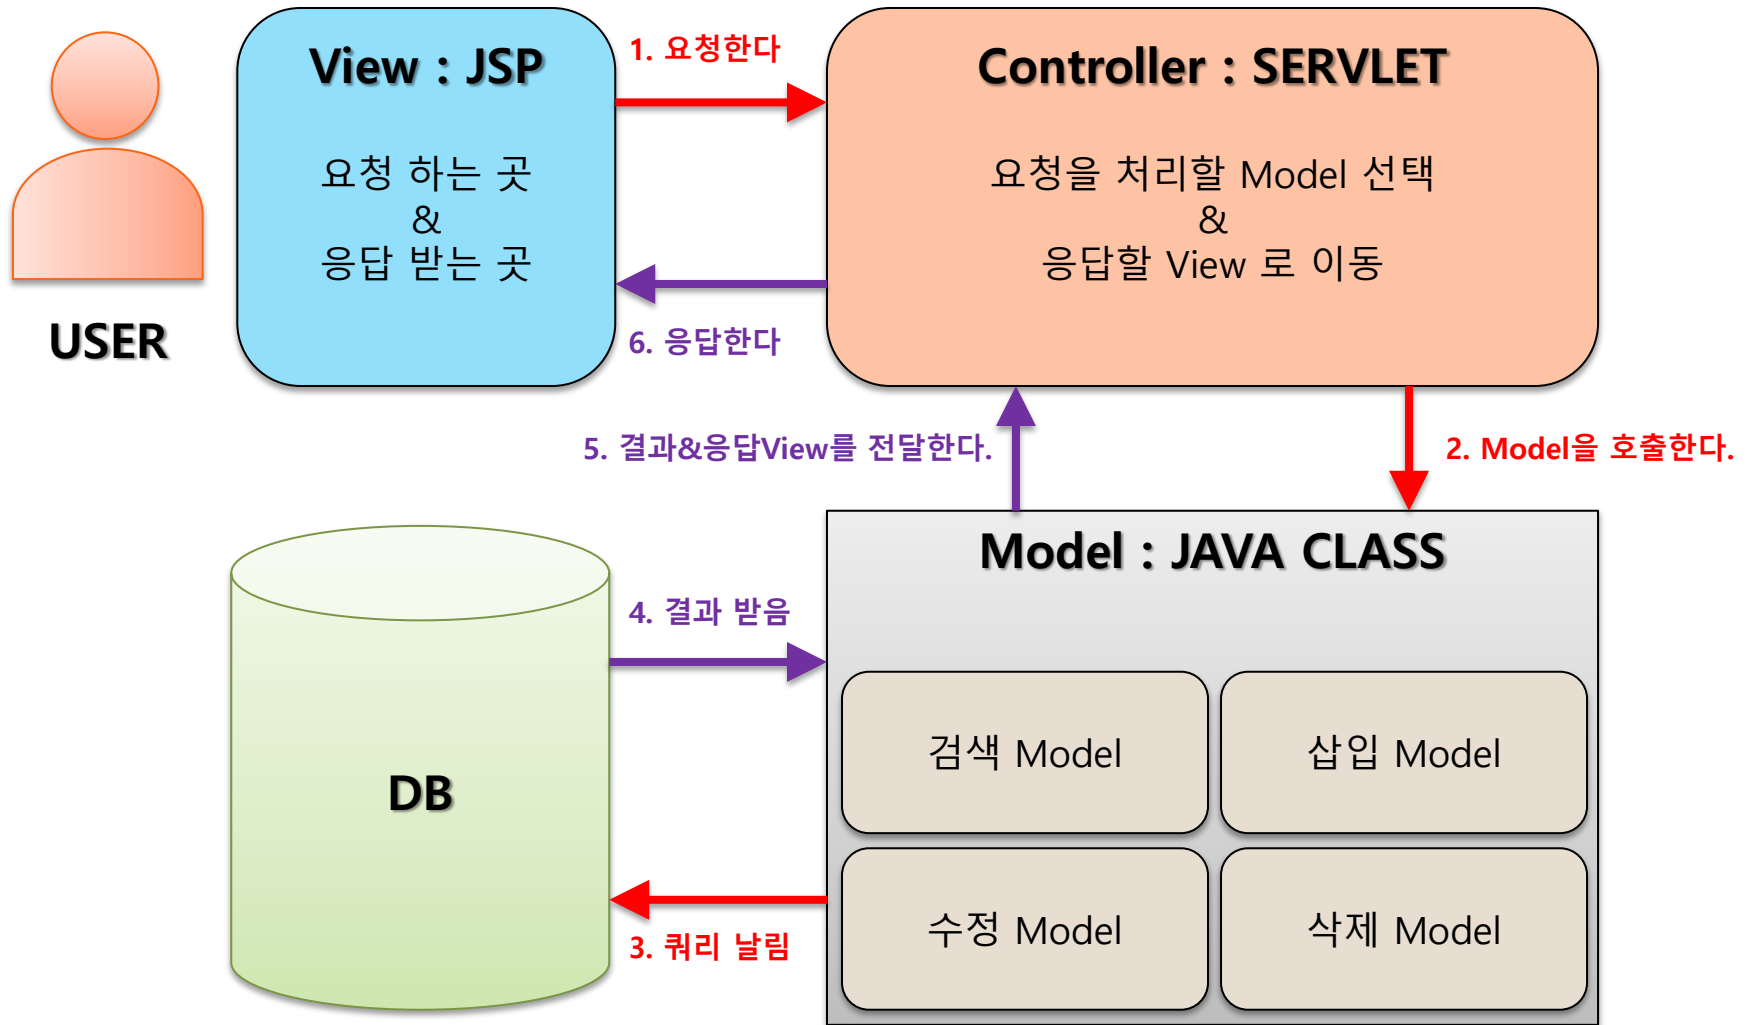 View : JSP
요청 하는 곳
&
응답 받는 곳
1. 요청한다
Controller : SERVLET
요청을 처리할 Model 선택
&
응답할 View 로 이동
USER
6. 응답한다
5. 결과&응답View를 전달한다.
2. Model을 호출한다.
DB
4. 결과 받음
3. 쿼리 날림
Model : JAVA CLASS
검색 Model
삽입 Model
수정 Model
삭제 Model